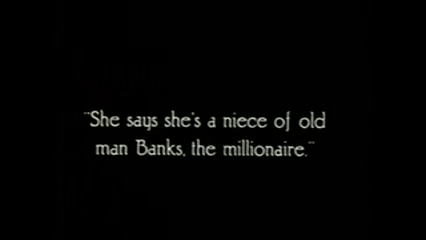 "She says she's a niece of old
man Banks, the millionaire."